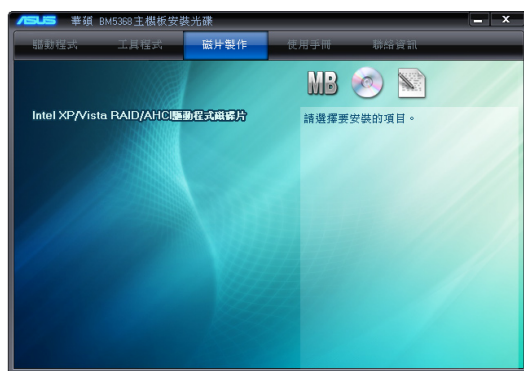 ASUS 華碩 BM5368主機板安裝光碟
驅動程式 工具程式 磁片製作 使用手冊 聯絡資訊
MB
Intel XP/Vista RAID/AHCI驅動程式磁碟片
請選擇要安裝的項目。